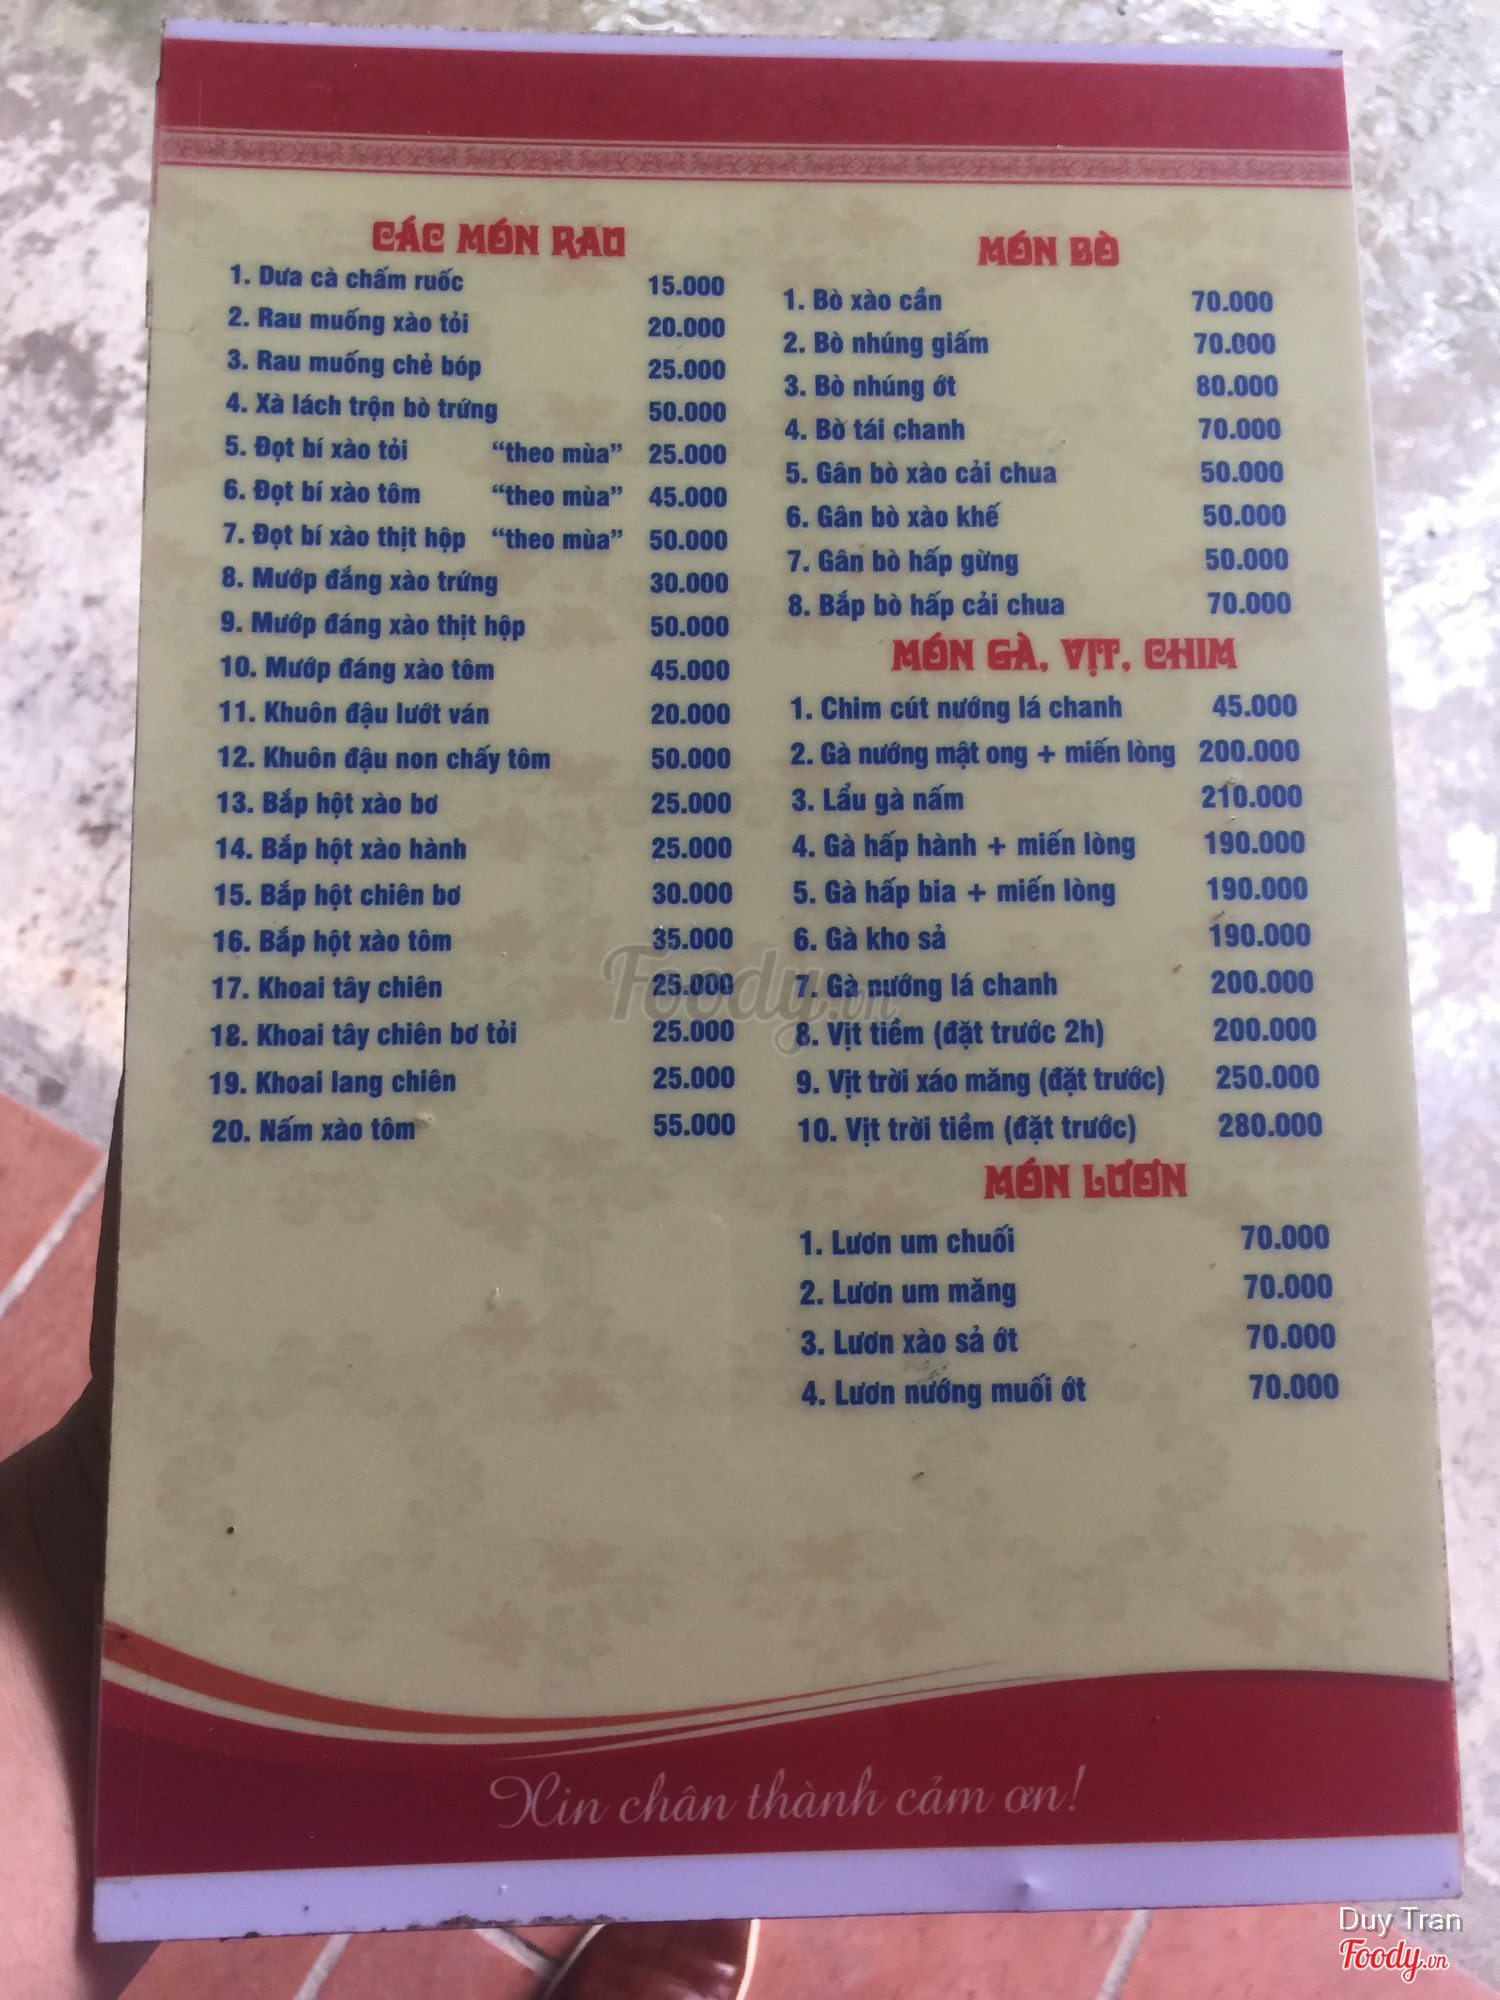 CÁC MÓN RAU
1. Dưa cà chấm ruốc 15.000
2. Rau muống xào tỏi 20.000
3. Rau muống chẻ bóp 25.000
4. Xà lách trộn bò trứng 50.000
5. Đọt bí xào tỏi "theo mùa" 25.000
6. Đọt bí xào tôm "theo mùa" 45.000
7. Đọt bí xào thịt hộp "theo mùa" 50.000
8. Mướp đắng xào trứng 30.000
9. Mướp đáng xào thịt hộp 50.000
10. Mướp đáng xào tôm 45.000
11. Khuôn đậu lướt ván 20.000
12. Khuôn đậu non chấy tôm 50.000
13. Bắp hột xào bơ 25.000
14. Bắp hột xào hành 25.000
15. Bắp hột chiên bơ 30.000
16. Bắp hột xào tôm 35.000
17. Khoai tây chiên 25.000
18. Khoai tây chiên bơ tỏi 25.000
19. Khoai lang chiên 25.000
20. Nấm xào tôm 55.000
MÓN BÒ
1. Bò xào cần 70.000
2. Bò nhúng giấm 70.000
3. Bò nhúng ớt 80.000
4. Bờ tái chanh 70.000
5. Gân bò xào cải chua 50.000
6. Gân bò xào khế 50.000
7. Gân bò hấp gừng 50.000
8. Bắp bò hấp cải chua 70.000
MÓN GÀ, VỊT, CHIM
1. Chim cút nướng lá chanh 45.000
2. Gà nướng mật ong + miến lòng 200.000
3. Lẩu gà nấm 210.000
4. Gà hấp hành + miến lòng 190.000
5. Gà hấp bia + miến lòng 190.000
6. Gà kho sả 190.000
7. Gà nướng lá chanh 200.000
8. Vịt tiềm (đặt trước 2h) 200.000
9. Vịt trời xáo măng (đặt trước) 250.000
10. Vịt trời tiềm (đặt trước) 280.000
MÓN LƯƠN
1. Lươn um chuối 70.000
2. Lươn um măng 70.000
3. Lươn xào sả ớt 70.000
4. Lươn nướng muối ớt 70.000
Foody.vn
Xin chân thành cảm ơn!
Duy Tran
Foody.vn